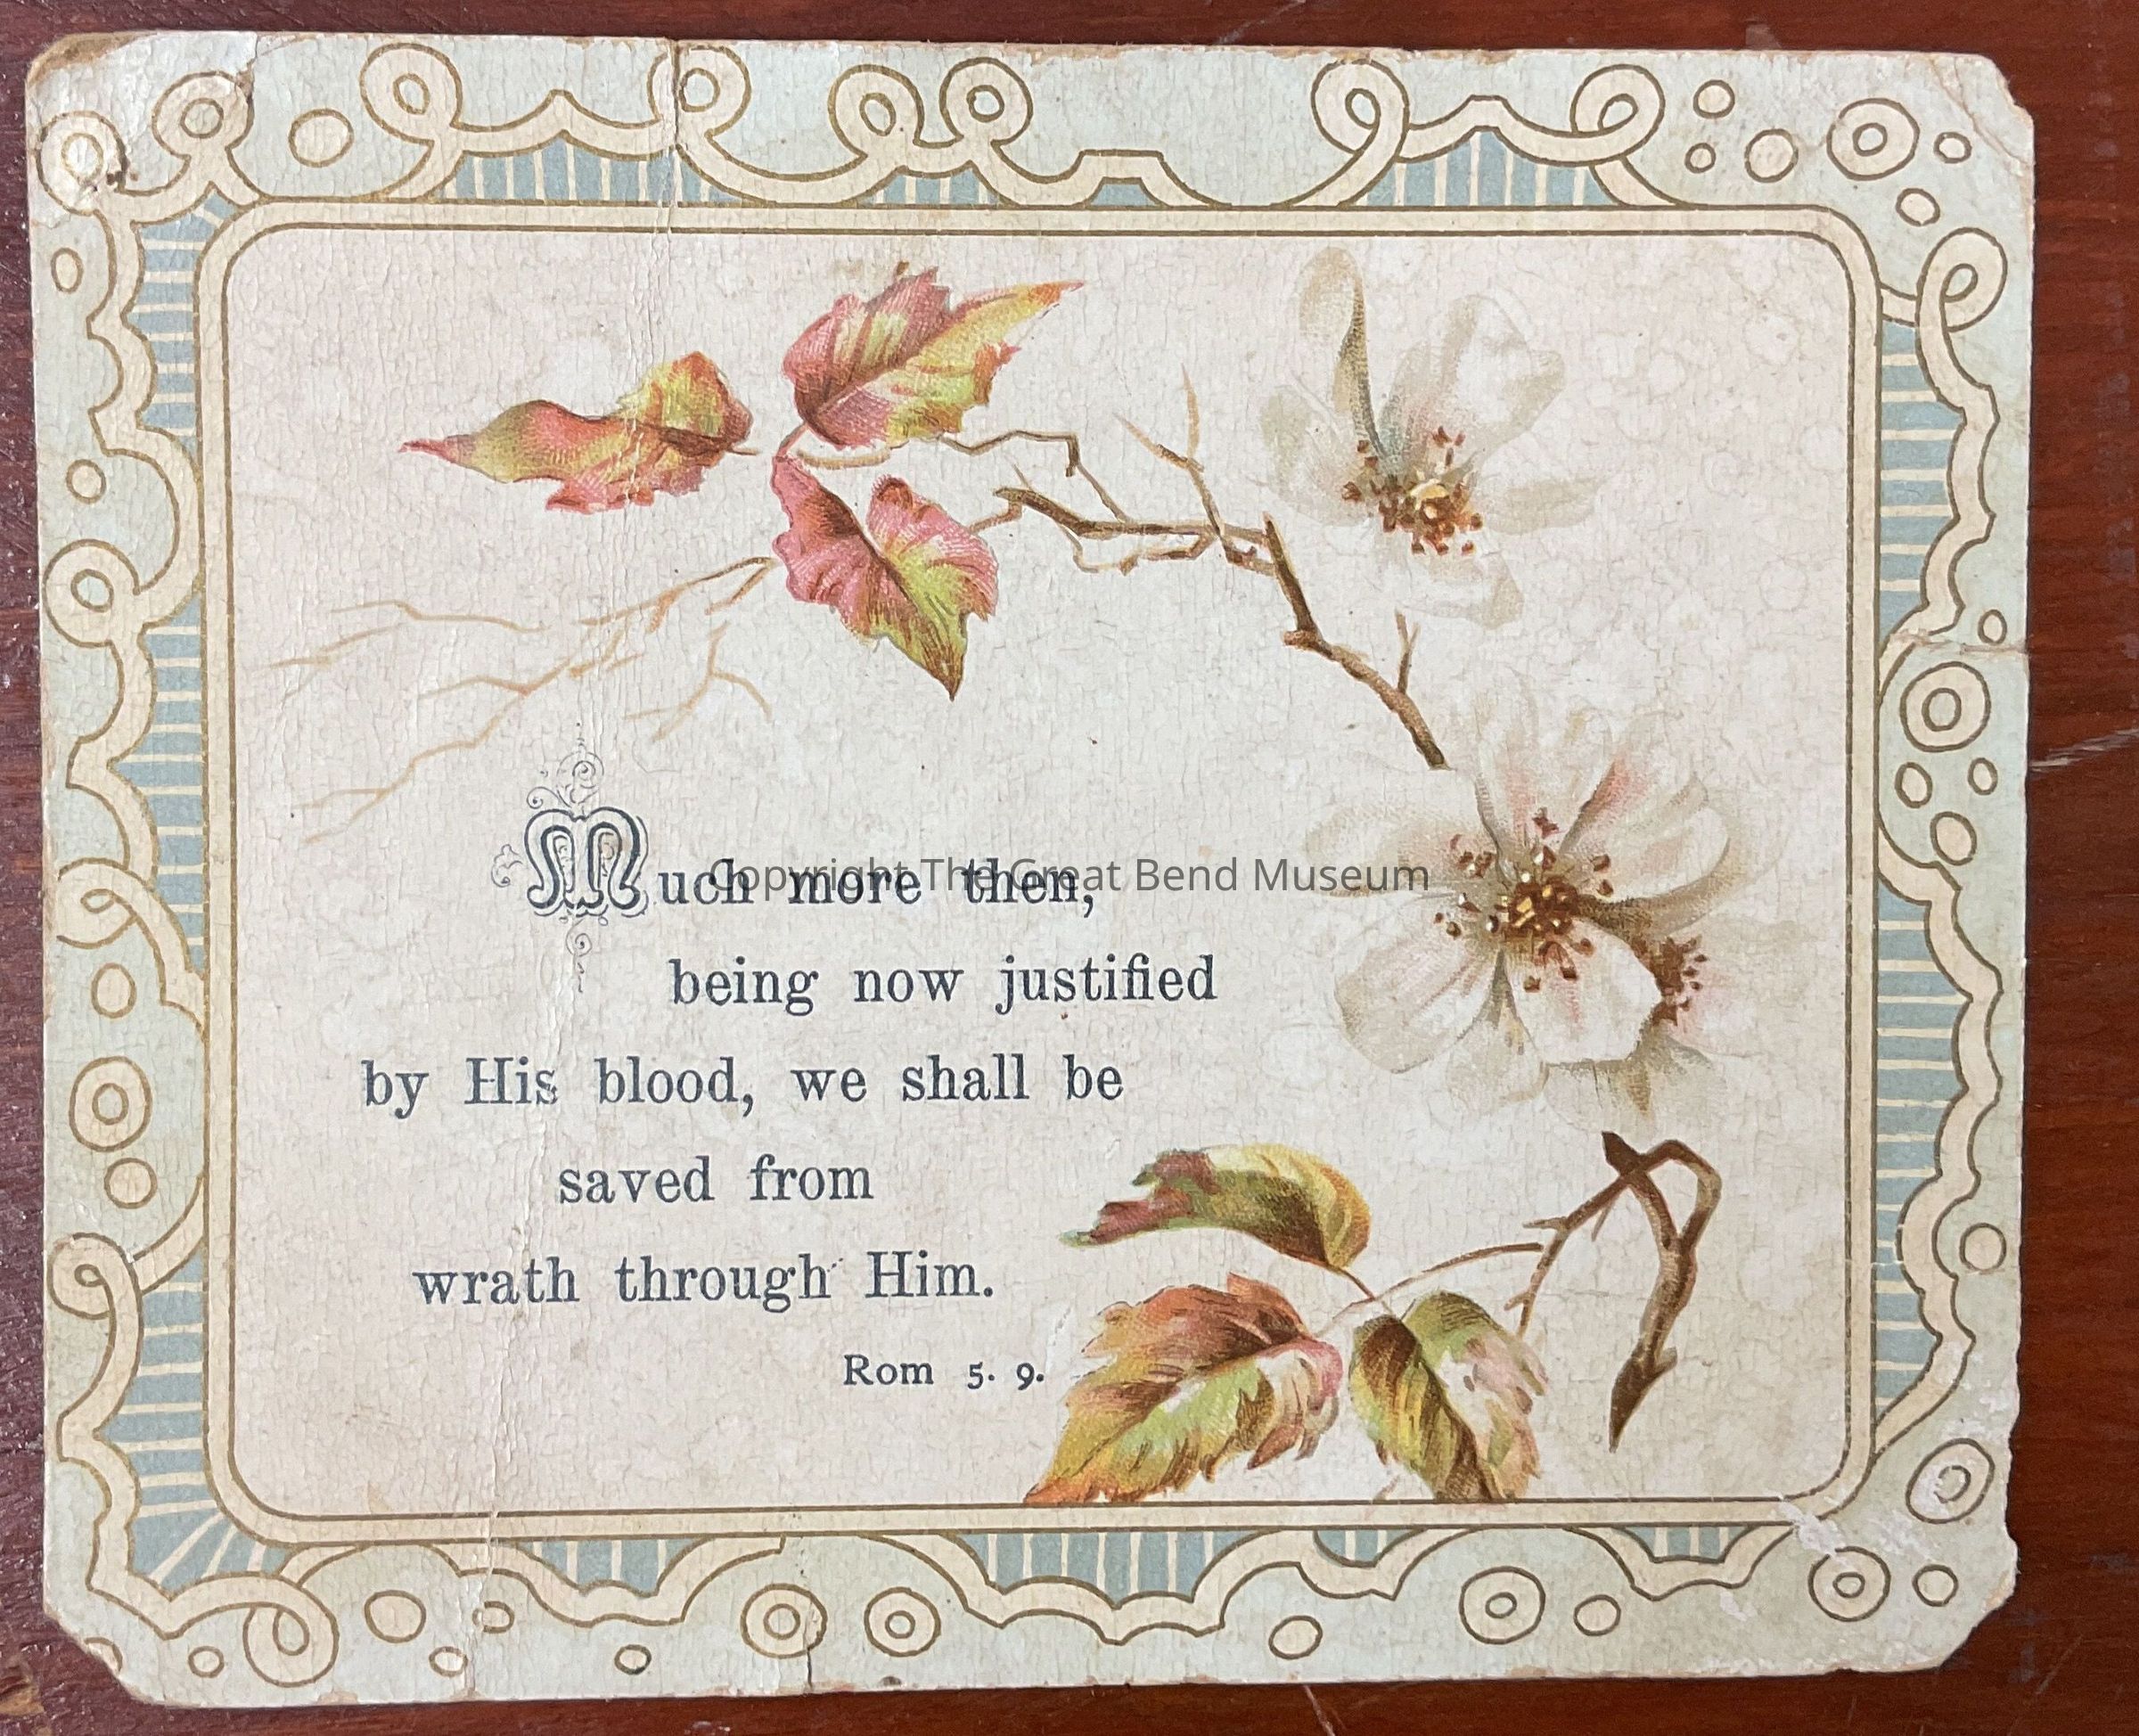 Much more then,
Copyright The Great Bend Museum
being now justified
by His blood, we shall be
saved from
wrath through Him.
Rom 5. 9.